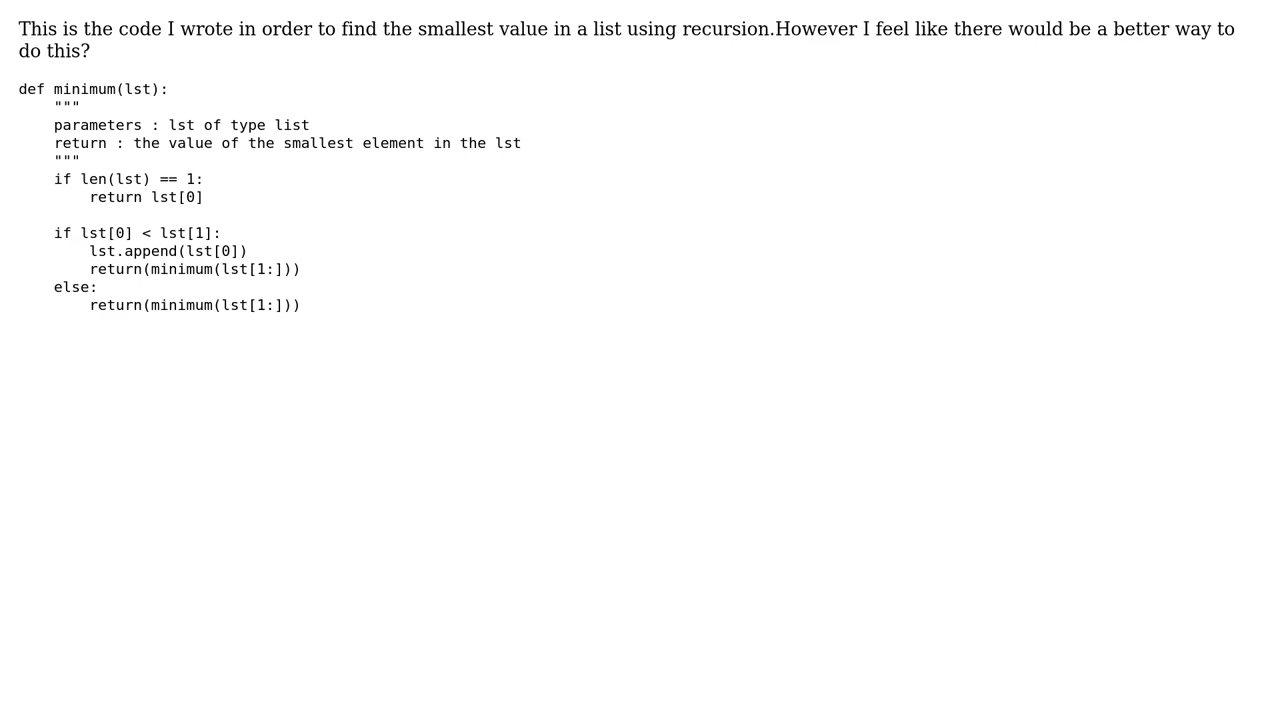 This is the code I wrote in order to find the smallest value in a list using recursion.However I feel like there would be a better way to
do this?
def minimum(lst):
    """
    parameters : lst of type list
    return : the value of the smallest element in the lst
    """
    if len(lst) == 1:
        return lst[0]

    if lst[0] < lst[1]:
        lst.append(lst[0])
        return(minimum(lst[1:]))
    else:
        return(minimum(lst[1:]))